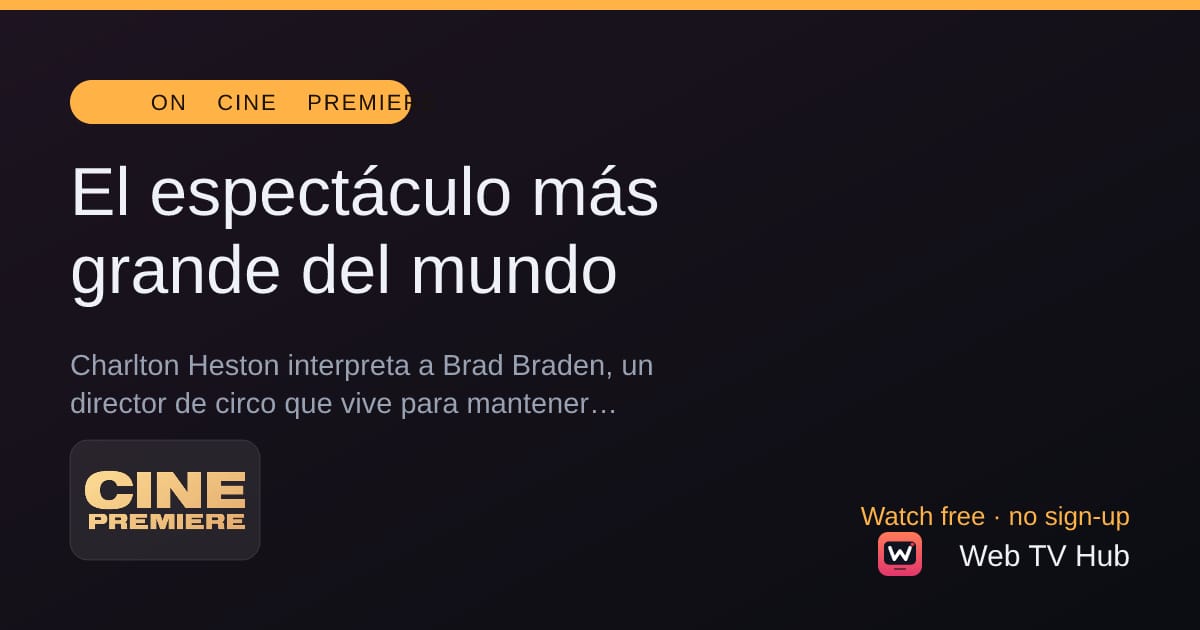 ON CINE PREMIERE
El espectáculo más
grande del mundo
Charlton Heston interpreta a Brad Braden, un
director de circo que vive para mantener…
CINE
PREMIERE
Watch free · no sign-up
W
Web TV Hub